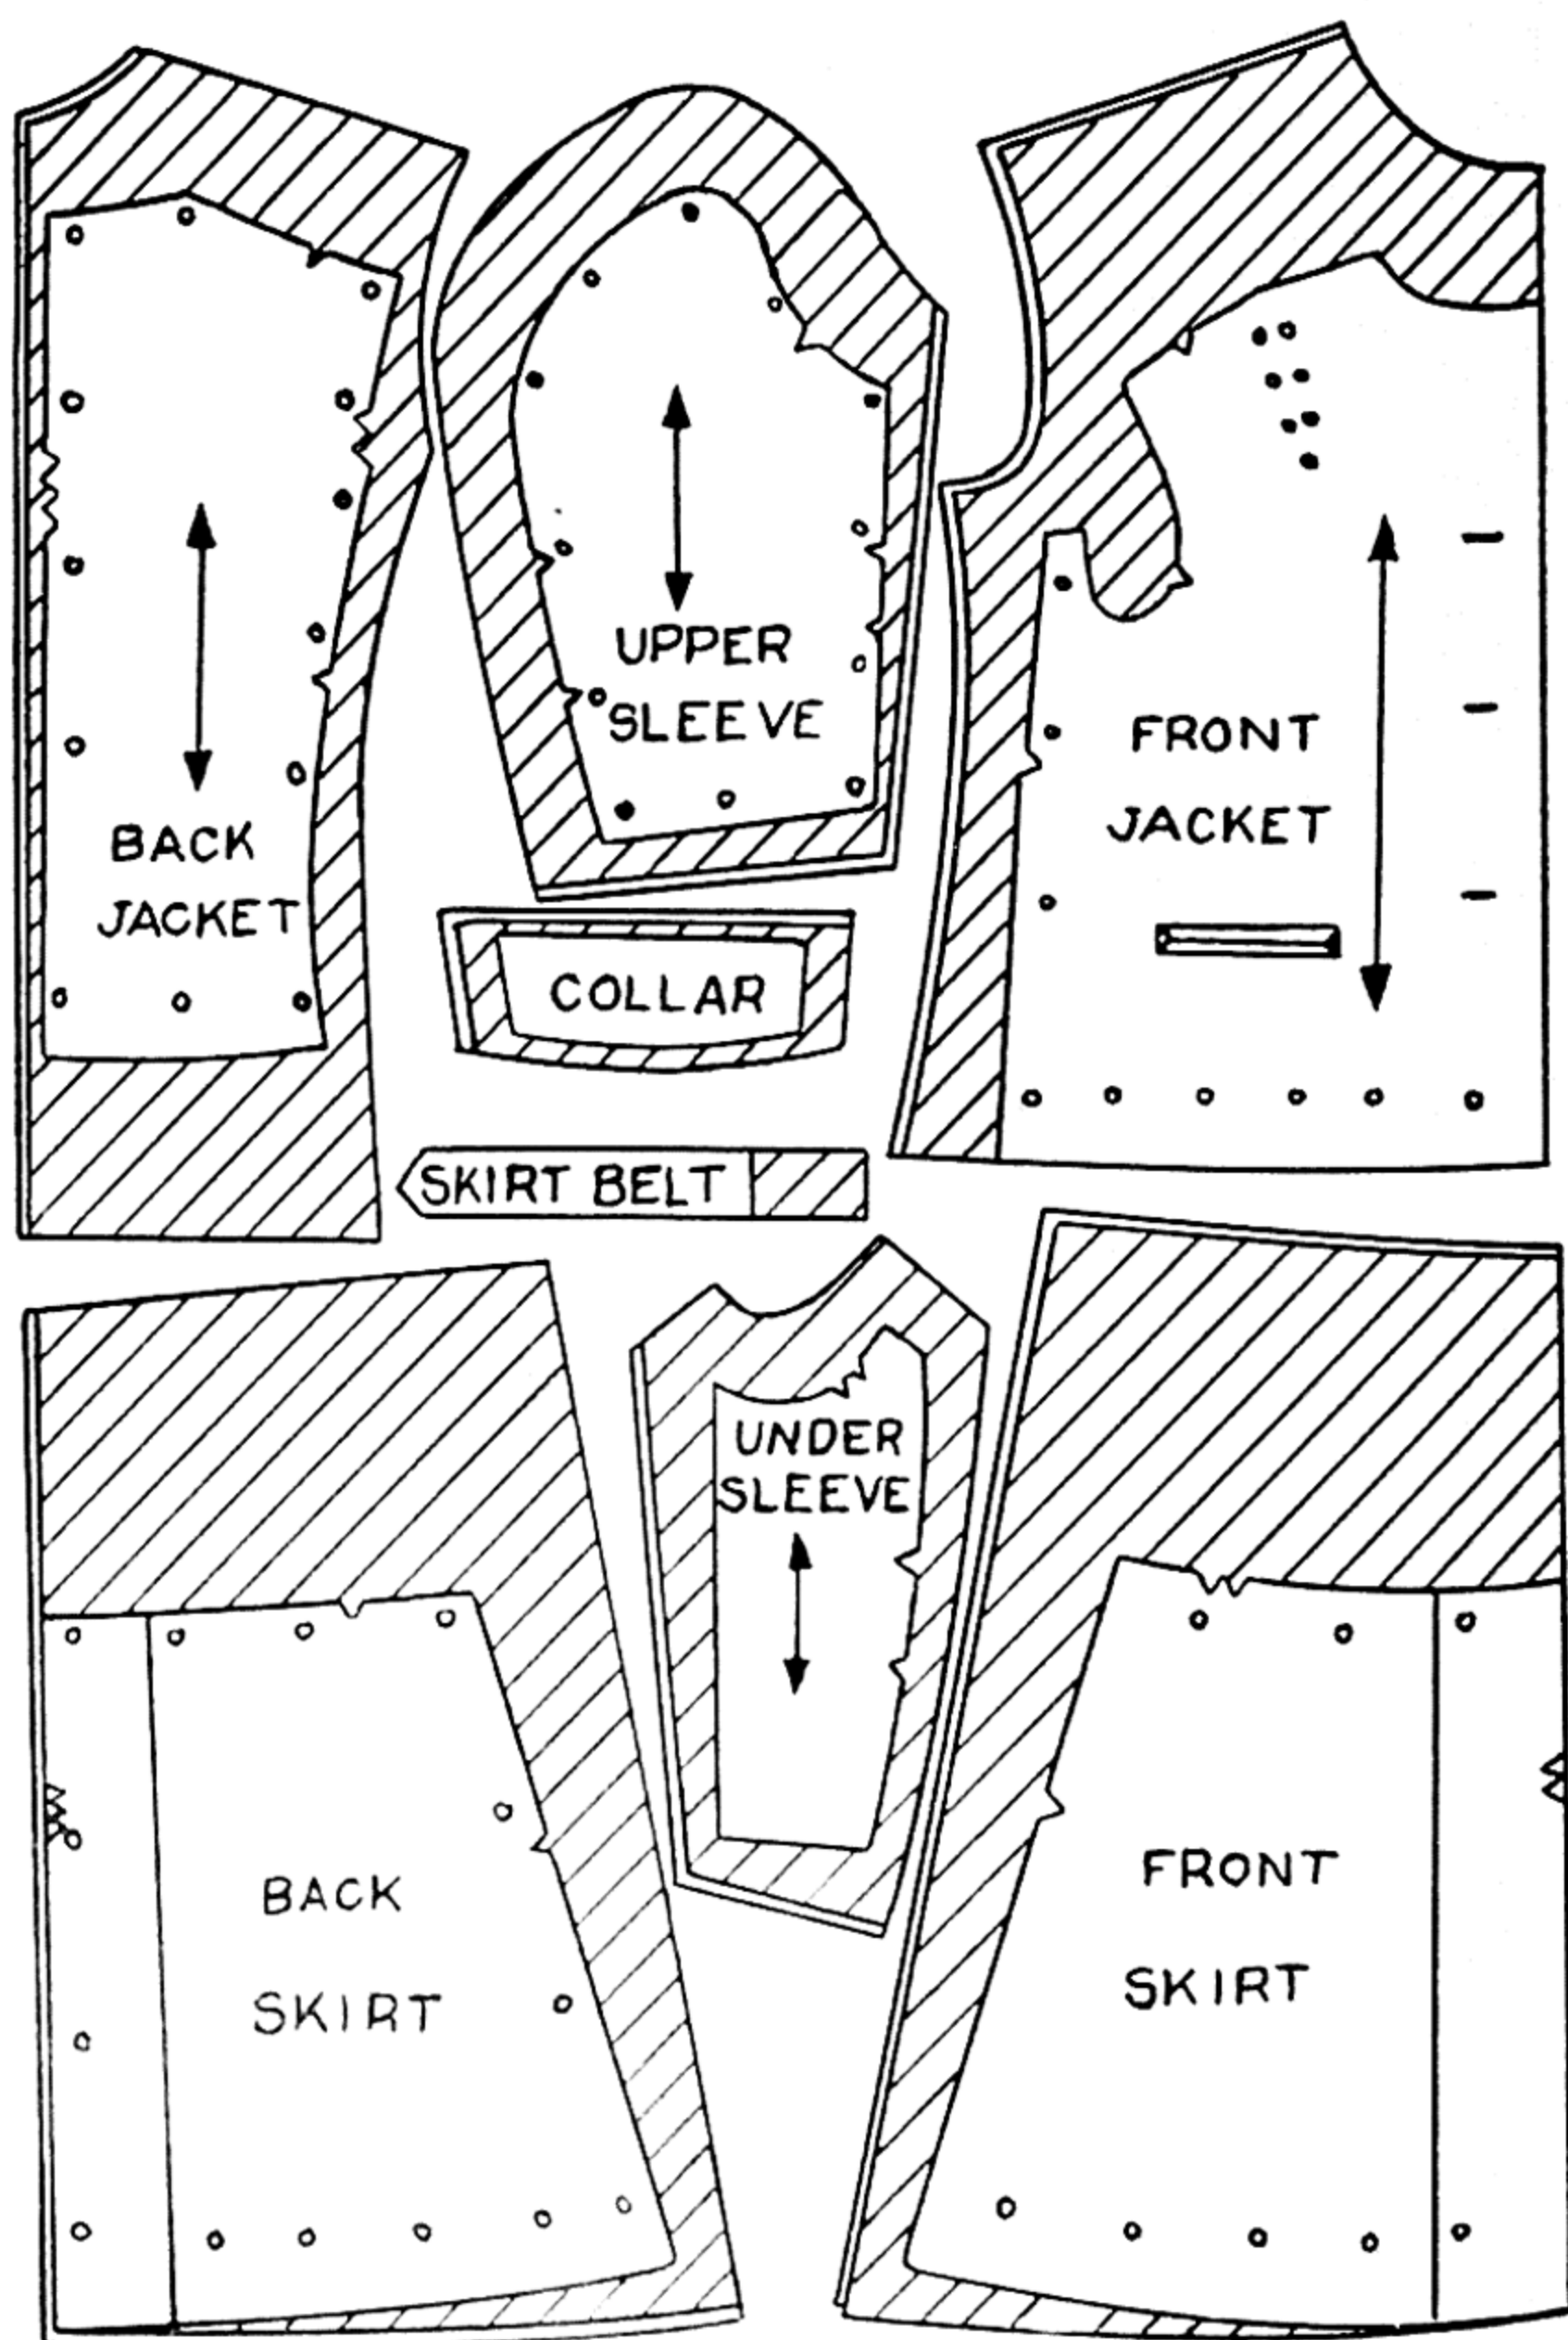 UPPER
SLEEVE
FRONT
JACKET
BACK
JACKET
COLLAR
SKIRT BELT
UNDER
SLEEVE
BACK
SKIRT
FRONT
SKIRT